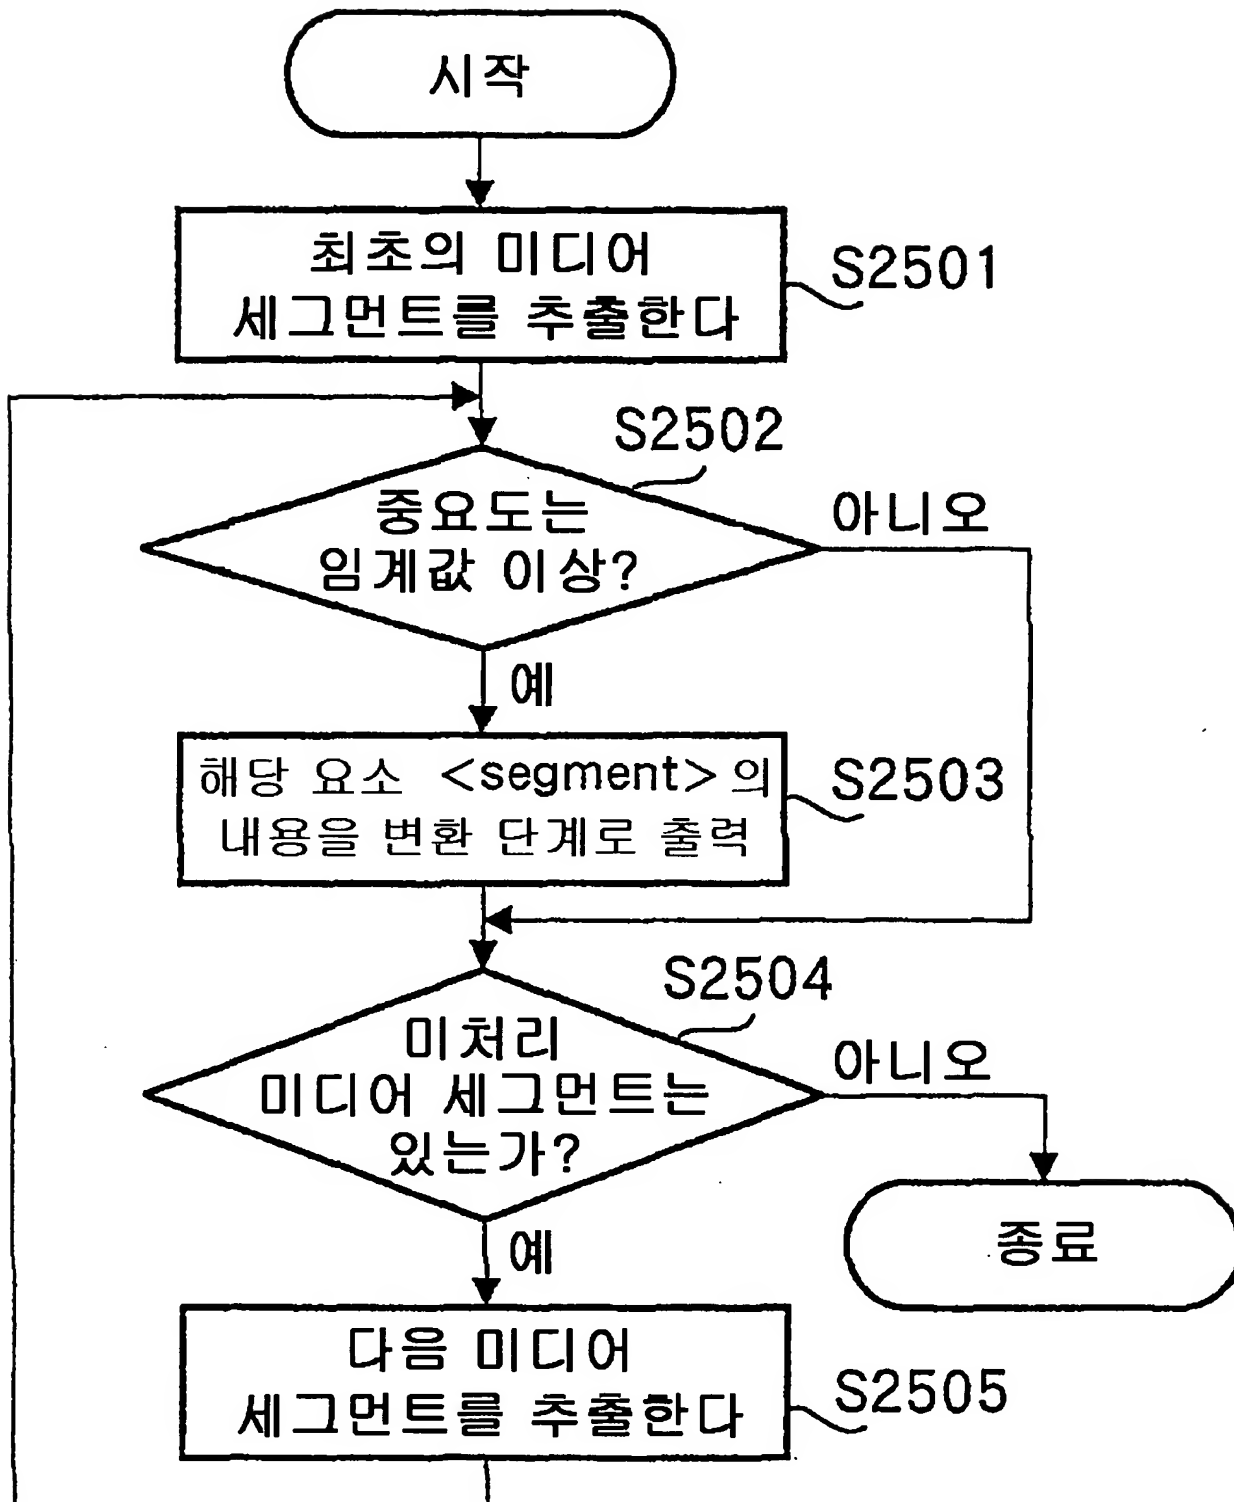 시작
최초의 미디어
세그먼트를 추출한다
S2501
S2502
중요도는
임계값 이상?
아니오
예
해당 요소 <segment>의
내용을 변환 단계로 출력
S2503
S2504
미처리
미디어 세그먼트는
있는가?
아니오
예
종료
다음 미디어
세그먼트를 추출한다
S2505